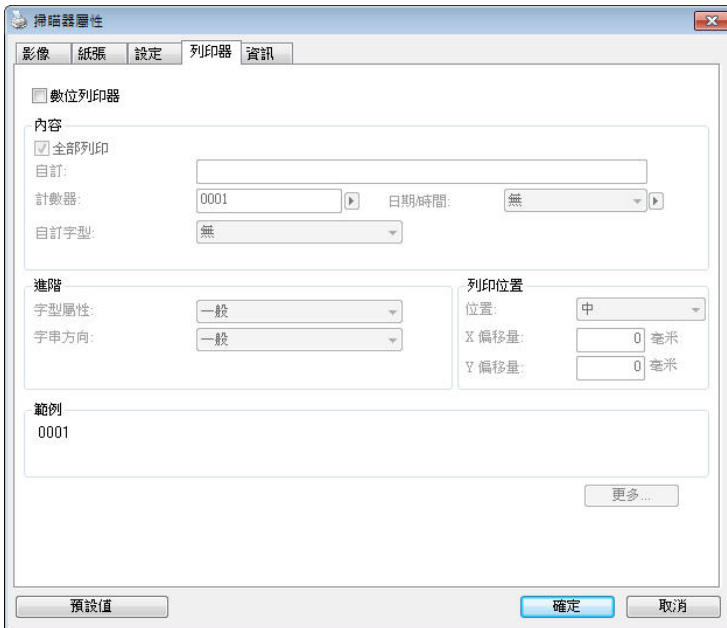 掃瞄器屬性
影像 紙張 設定 列印器 資訊
數位列印器
內容
全部列印
自訂:
計數器: 0001 日期/時間: 無
自訂字型: 無
進階
字型屬性: 一般
字串方向: 一般
列印位置
位置: 中
X 偏移量: 0 毫米
Y 偏移量: 0 毫米
範例
0001
更多...
預設值 確定 取消